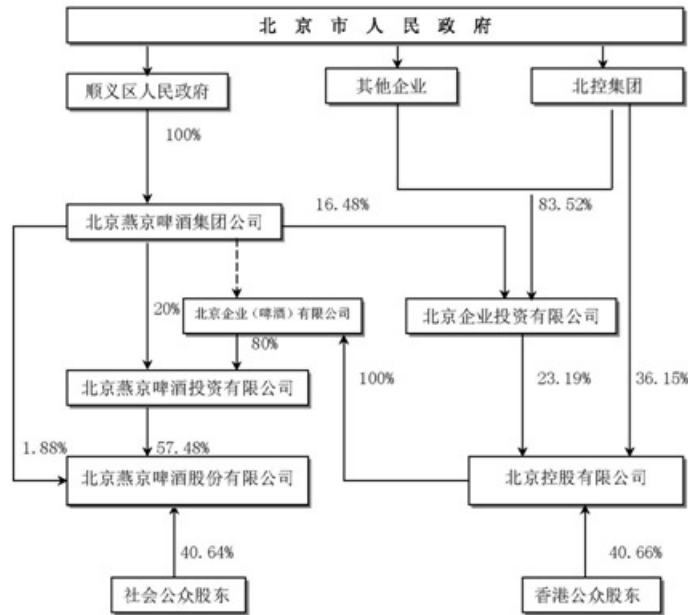 北京市人民政府
顺义区人民政府
其他企业
北控集团
100%
北京燕京啤酒集团公司
16.48%
83.52%
20%
北京企业(啤酒)有限公司
北京企业投资有限公司
80%
北京燕京啤酒投资有限公司
100%
23.19%
36.15%
1.88%
57.48%
北京燕京啤酒股份有限公司
北京控股有限公司
40.64%
40.66%
社会公众股东
香港公众股东